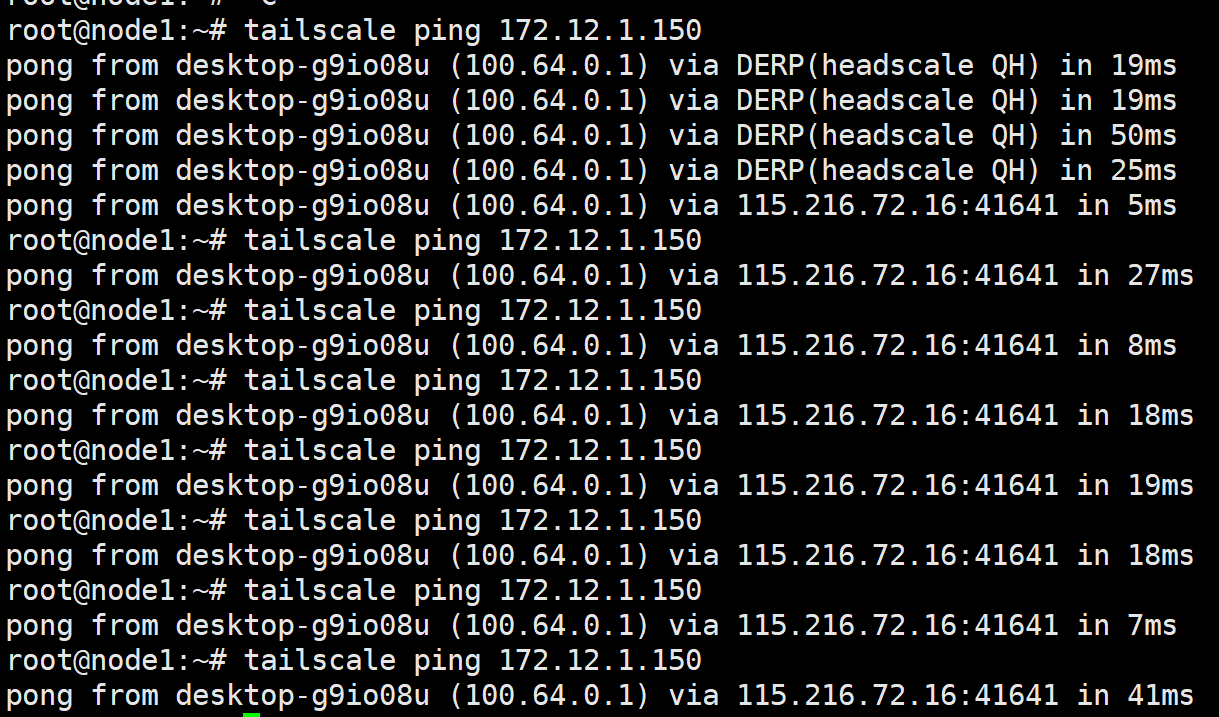 root@node1:~# tailscale ping 172.12.1.150
pong from desktop-g9io08u (100.64.0.1) via DERP(headscale QH) in 19ms
pong from desktop-g9io08u (100.64.0.1) via DERP(headscale QH) in 19ms
pong from desktop-g9io08u (100.64.0.1) via DERP(headscale QH) in 50ms
pong from desktop-g9io08u (100.64.0.1) via DERP(headscale QH) in 25ms
pong from desktop-g9io08u (100.64.0.1) via 115.216.72.16:41641 in 5ms
root@node1:~# tailscale ping 172.12.1.150
pong from desktop-g9io08u (100.64.0.1) via 115.216.72.16:41641 in 27ms
root@node1:~# tailscale ping 172.12.1.150
pong from desktop-g9io08u (100.64.0.1) via 115.216.72.16:41641 in 8ms
root@node1:~# tailscale ping 172.12.1.150
pong from desktop-g9io08u (100.64.0.1) via 115.216.72.16:41641 in 18ms
root@node1:~# tailscale ping 172.12.1.150
pong from desktop-g9io08u (100.64.0.1) via 115.216.72.16:41641 in 19ms
root@node1:~# tailscale ping 172.12.1.150
pong from desktop-g9io08u (100.64.0.1) via 115.216.72.16:41641 in 18ms
root@node1:~# tailscale ping 172.12.1.150
pong from desktop-g9io08u (100.64.0.1) via 115.216.72.16:41641 in 7ms
root@node1:~# tailscale ping 172.12.1.150
pong from desktop-g9io08u (100.64.0.1) via 115.216.72.16:41641 in 41ms